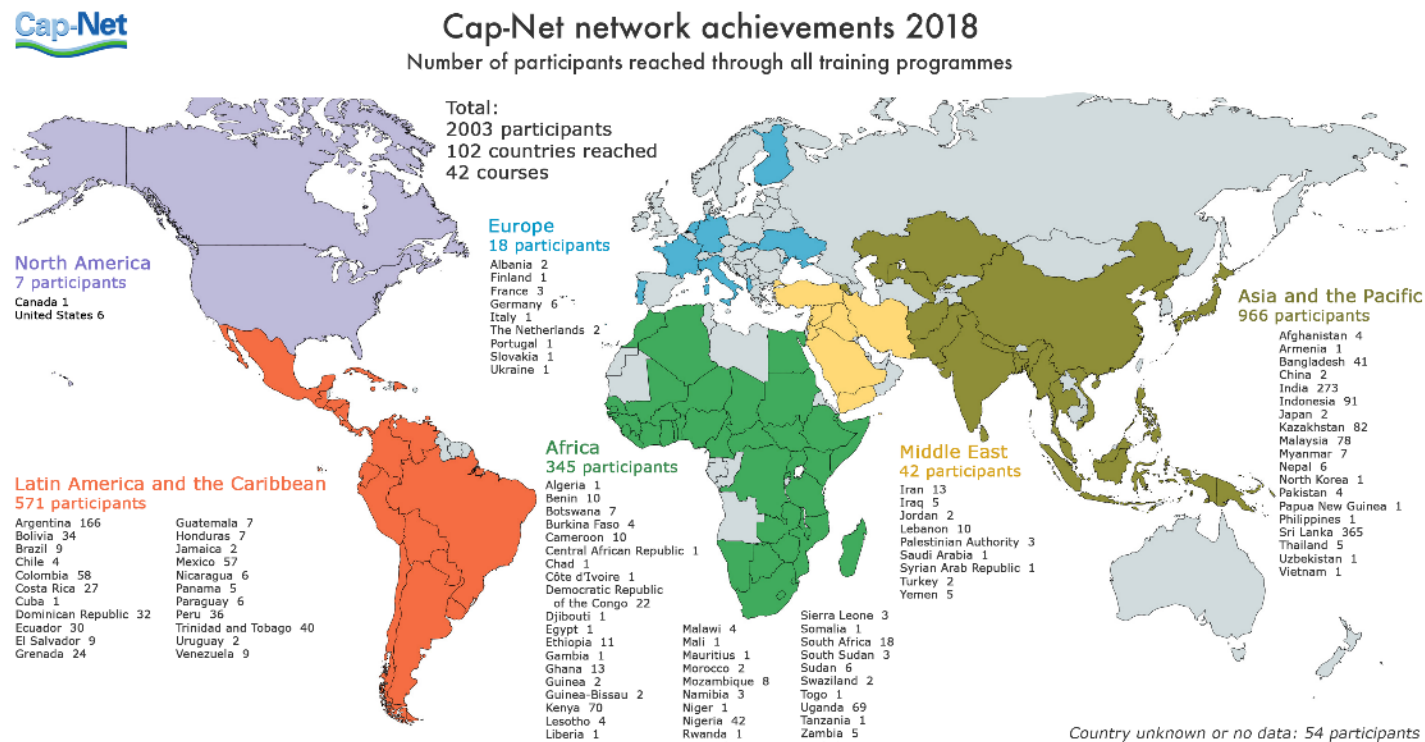 Cap-Net
Cap-Net network achievements 2018
Number of participants reached through all training programmes
Total:
2003 participants
102 countries reached
42 courses
North America
7 participants
Canada 1
United States 6
Europe
18 participants
Albania 2
Finland 1
France 3
Germany 6
Italy 1
The Netherlands 2
Portugal 1
Slovakia 1
Ukraine 1
Asia and the Pacific
966 participants
Afghanistan 4
Armenia 1
Bangladesh 41
China 2
India 273
Indonesia 91
Japan 2
Kazakhstan 82
Malaysia 78
Myanmar 7
Nepal 6
North Korea 1
Pakistan 4
Papua New Guinea 1
Philippines 1
Sri Lanka 365
Thailand 5
Uzbekistan 1
Vietnam 1
Latin America and the Caribbean
571 participants
Argentina 166
Bolivia 34
Brazil 9
Chile 4
Colombia 58
Costa Rica 27
Cuba 1
Dominican Republic 32
Ecuador 30
El Salvador 9
Grenada 24
Guatemala 7
Honduras 7
Jamaica 2
Mexico 57
Nicaragua 6
Panama 5
Paraguay 6
Peru 36
Trinidad and Tobago 40
Uruguay 2
Venezuela 9
Africa
345 participants
Algeria 1
Benin 10
Botswana 7
Burkina Faso 4
Cameroon 10
Central African Republic 1
Chad 1
Côte d'Ivoire 1
Democratic Republic
of the Congo 22
Djibouti 1
Egypt 1
Ethiopia 11
Gambia 1
Ghana 13
Guinea 2
Guinea-Bissau 2
Kenya 70
Lesotho 4
Liberia 1
Malawi 4
Mali 1
Mauritius 1
Morocco 2
Mozambique 8
Namibia 3
Niger 1
Nigeria 42
Rwanda 1
Sierra Leone 3
Somalia 1
South Africa 18
South Sudan 3
Sudan 6
Swaziland 2
Togo 1
Uganda 69
Tanzania 1
Zambia 5
Middle East
42 participants
Iran 13
Iraq 5
Jordan 2
Lebanon 10
Palestinian Authority 3
Saudi Arabia 1
Syrian Arab Republic 1
Turkey 2
Yemen 5
Country unknown or no data: 54 participants